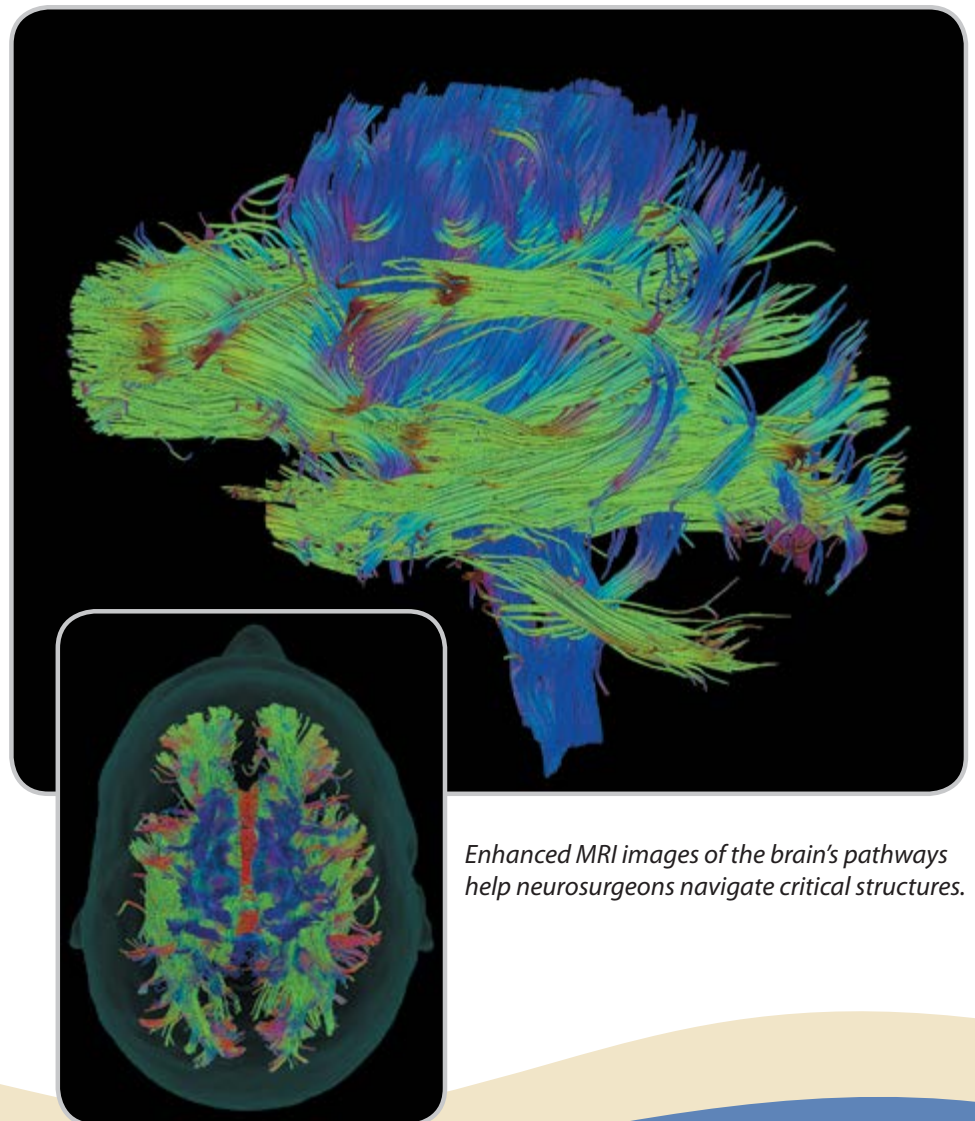 Enhanced MRI images of the brain’s pathways
help neurosurgeons navigate critical structures.